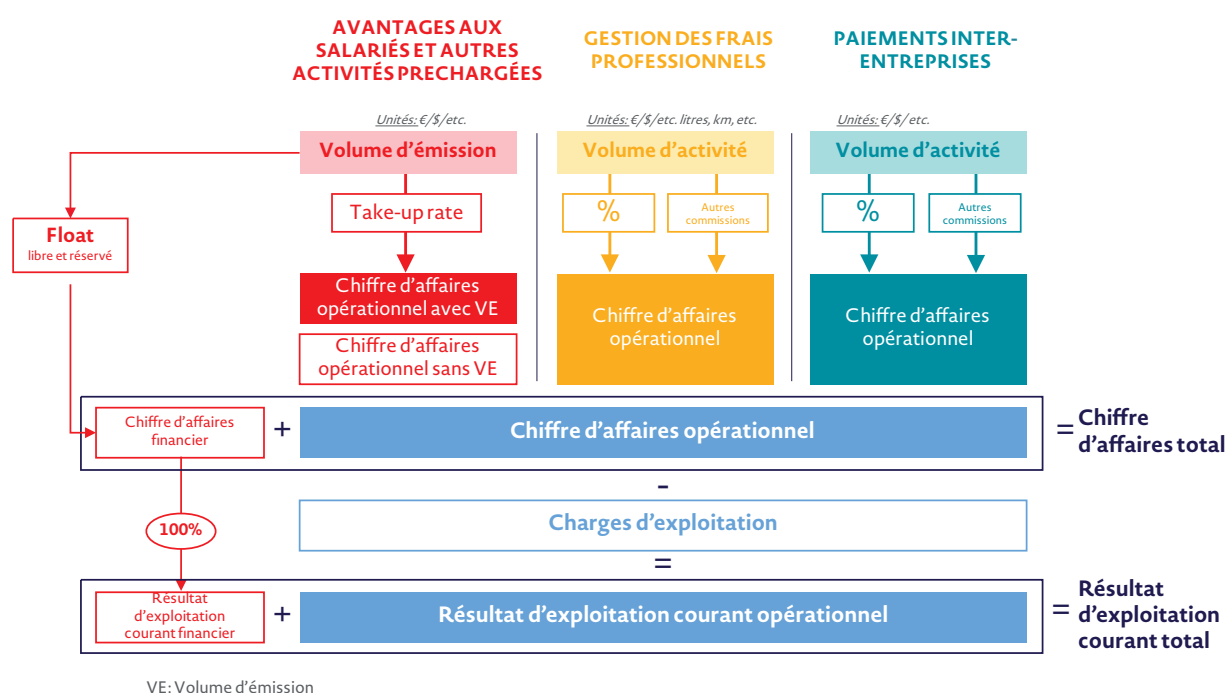 AVANTAGES AUX
SALARIÉS ET AUTRES
ACTIVITÉS PRECHARGÉES
GESTION DES FRAIS
PROFESSIONNELS
PAIEMENTS INTER-
ENTREPRISES
Unités: €/$/etc.
Unités: €/$/etc. litres, km, etc.
Unités: €/$/ etc.
Volume d'émission
Volume d'activité
Volume d'activité
Take-up rate
%
Autres
commissions
%
Autres
commissions
Float
libre et réservé
Chiffre d'affaires
opérationnel avec VE
Chiffre d'affaires
opérationnel sans VE
Chiffre d'affaires
opérationnel
Chiffre d'affaires
opérationnel
Chiffre d'affaires
financier
+
Chiffre d'affaires opérationnel
= Chiffre
d'affaires total
-
100%
Charges d'exploitation
=
Résultat
d'exploitation
courant financier
+
Résultat d'exploitation courant opérationnel
= Résultat
d'exploitation
courant total
VE: Volume d'émission